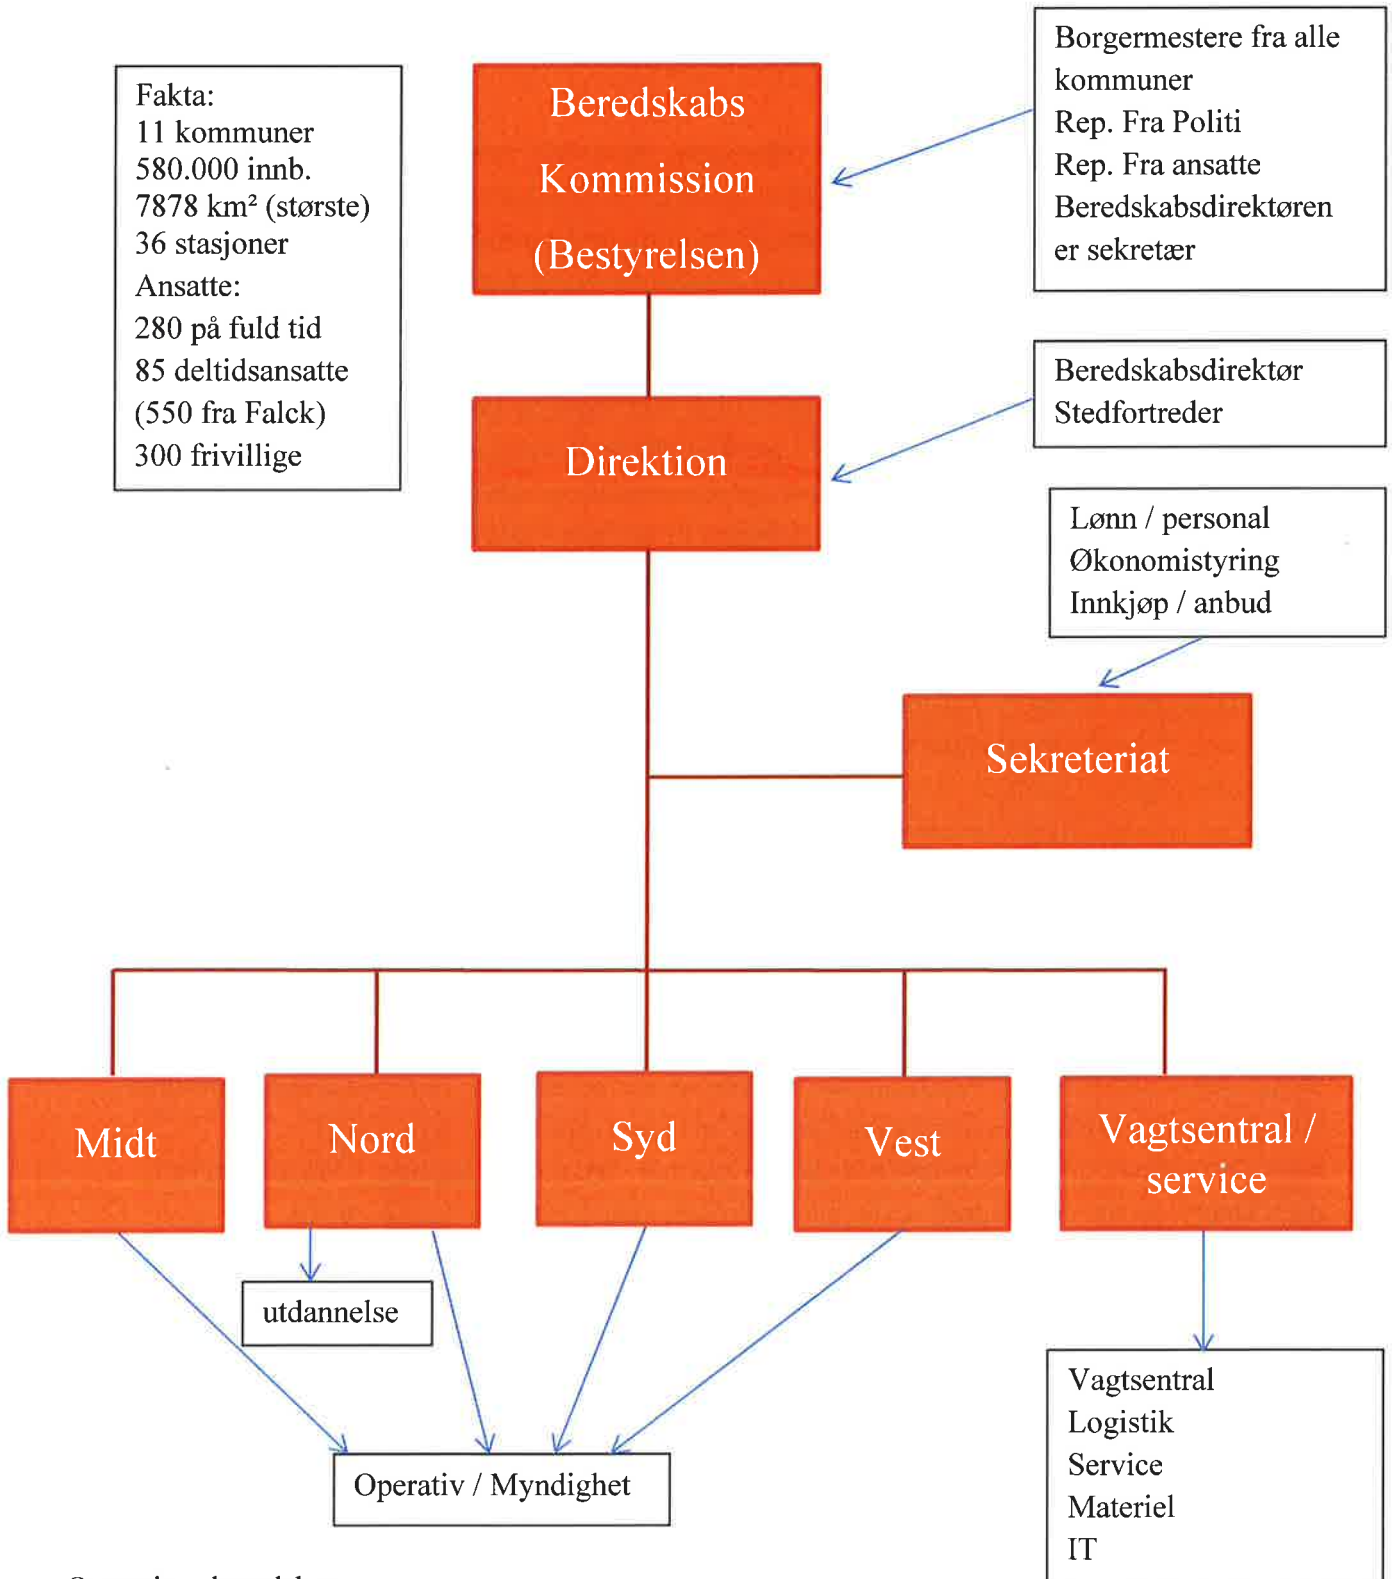 Fakta:
11 kommuner
580.000 innb.
7878 km² (største)
36 stasjoner
Ansatte:
280 på fuld tid
85 deltidsansatte
(550 fra Falck)
300 frivillige
Beredskabs
Kommission
(Bestyrelsen)
Borgermestere fra alle
kommuner
Rep. Fra Politi
Rep. Fra ansatte
Beredskabsdirektøren
er sekretær
Direktion
Beredskabsdirektør
Stedfortreder
Lønn / personal
Økonomistyring
Innkjøp / anbud
Sekreteriat
Midt
Nord
Syd
Vest
Vagtsentral /
service
utdannelse
Operativ / Myndighet
Vagtsentral
Logistik
Service
Materiel
IT